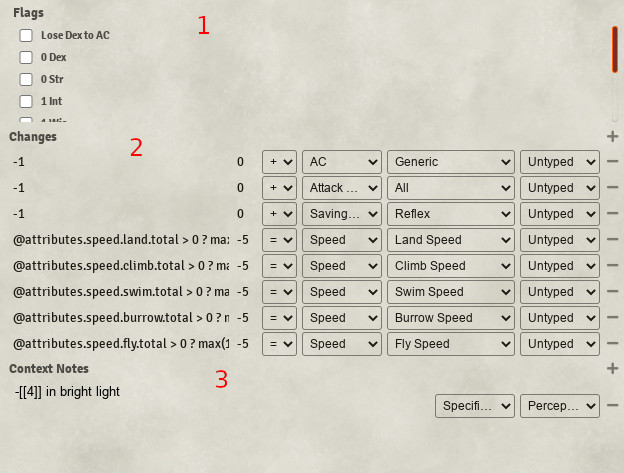 Flags
1
Lose Dex to AC
0 Dex
0 Str
1 Int
Changes
2
-1 0 + AC Generic Untyped
-1 0 + Attack ... All Untyped
-1 0 + Saving... Reflex Untyped
@attributes.speed.land.total > 0 ? max -5 = Speed Land Speed Untyped
@attributes.speed.climb.total > 0 ? ma -5 = Speed Climb Speed Untyped
@attributes.speed.swim.total > 0 ? ma -5 = Speed Swim Speed Untyped
@attributes.speed.burrow.total > 0 ? m -5 = Speed Burrow Speed Untyped
@attributes.speed.fly.total > 0 ? max(1 -5 = Speed Fly Speed Untyped
Context Notes
3
-[[4]] in bright light
Specifi... Percep...